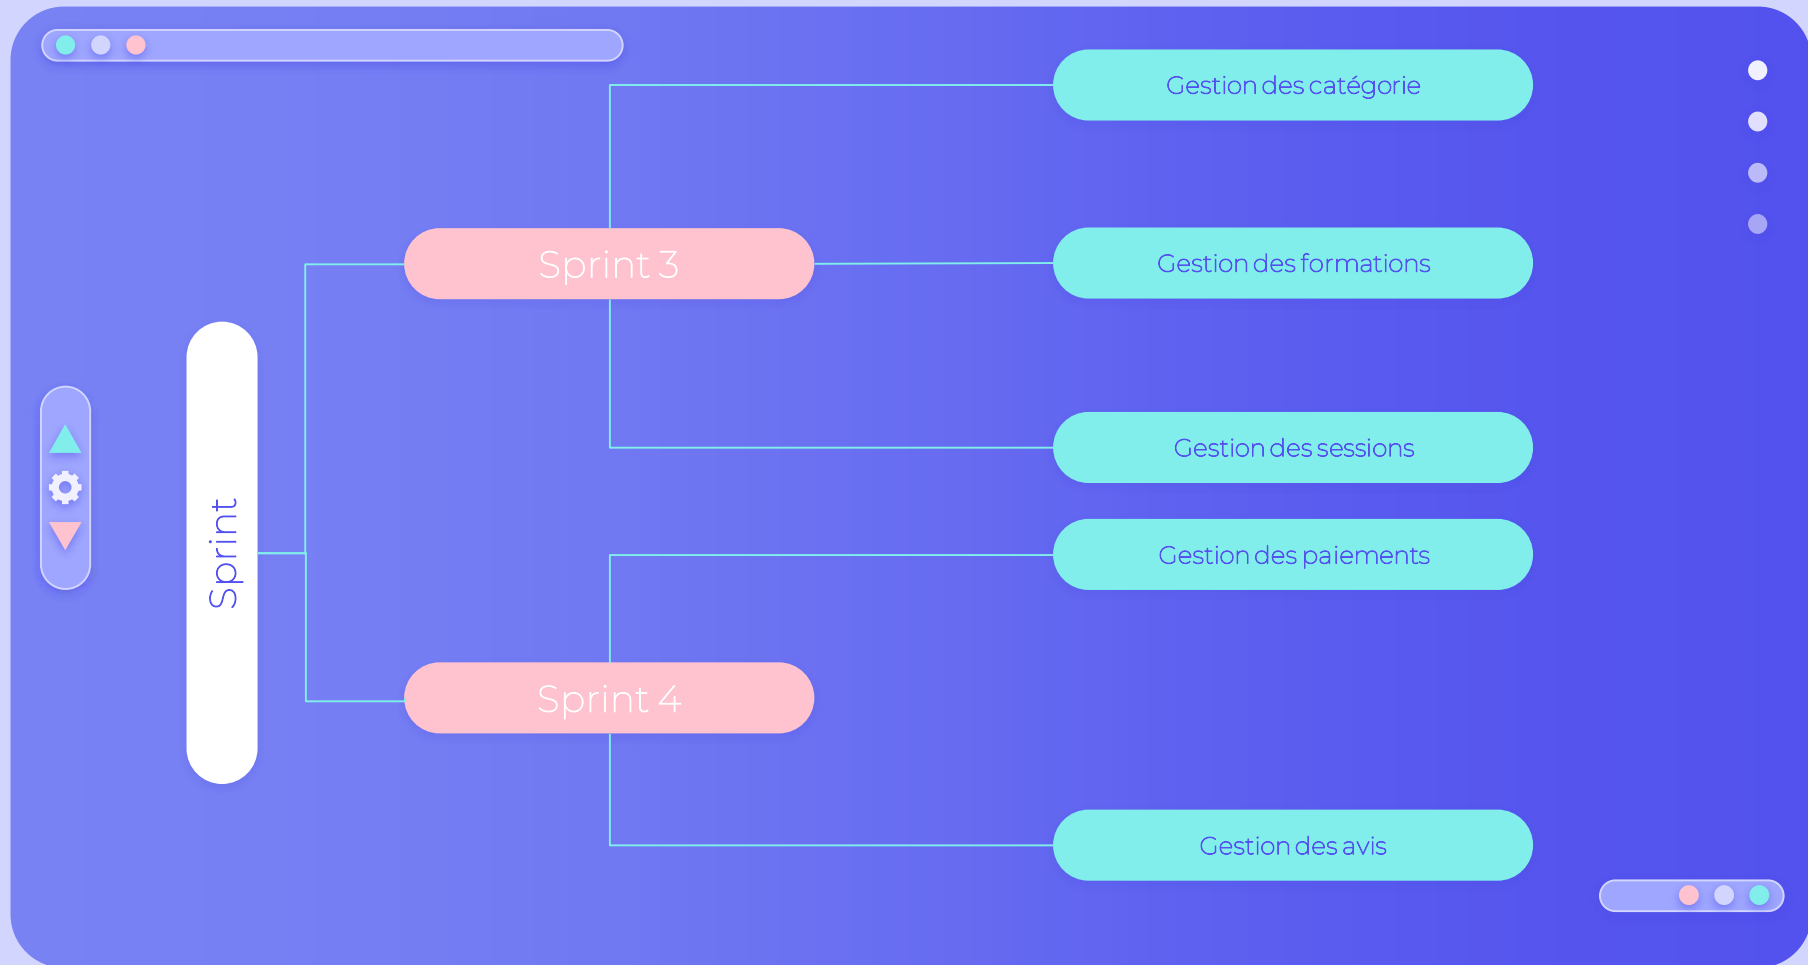 Sprint
Sprint 3
Gestion des catégorie
Gestion des formations
Gestion des sessions
Sprint 4
Gestion des paiements
Gestion des avis